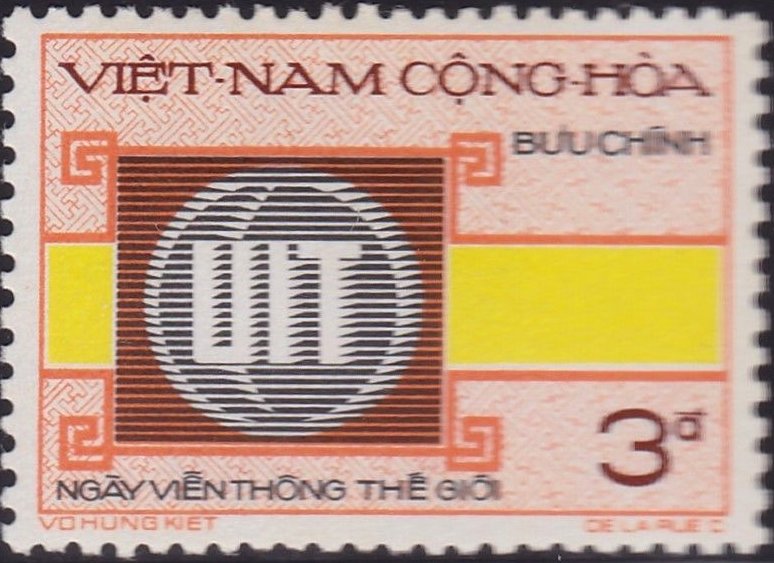 VIỆT-NAM CỘNG-HÒA
BƯU CHÍNH
UIT
3đ
NGÀY VIỄN THÔNG THẾ GIỚI
VO HUNG KIET
DE LA RUE C